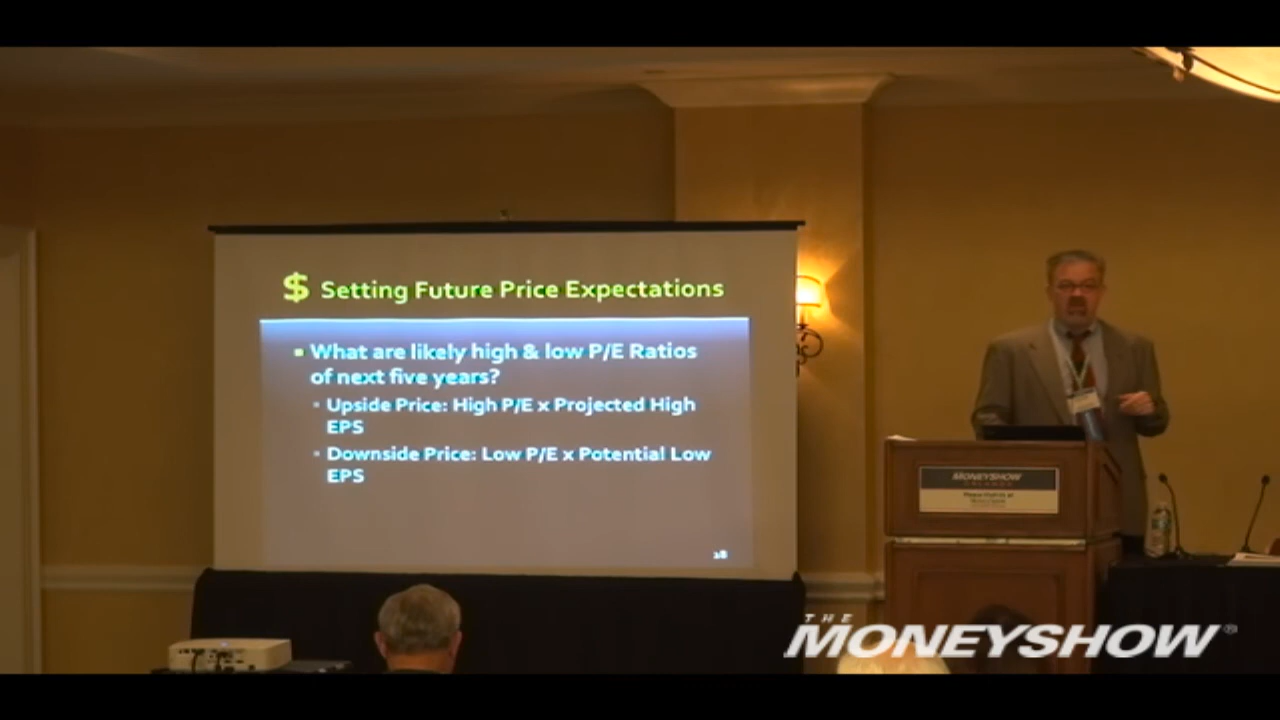 $ Setting Future Price Expectations
What are likely high & low P/E Ratios
of next five years?
Upside Price: High P/E x Projected High
EPS
Downside Price: Low P/E x Potential Low
EPS
18
MONEYSHOW
ORLANDO
THE
MONEYSHOW®